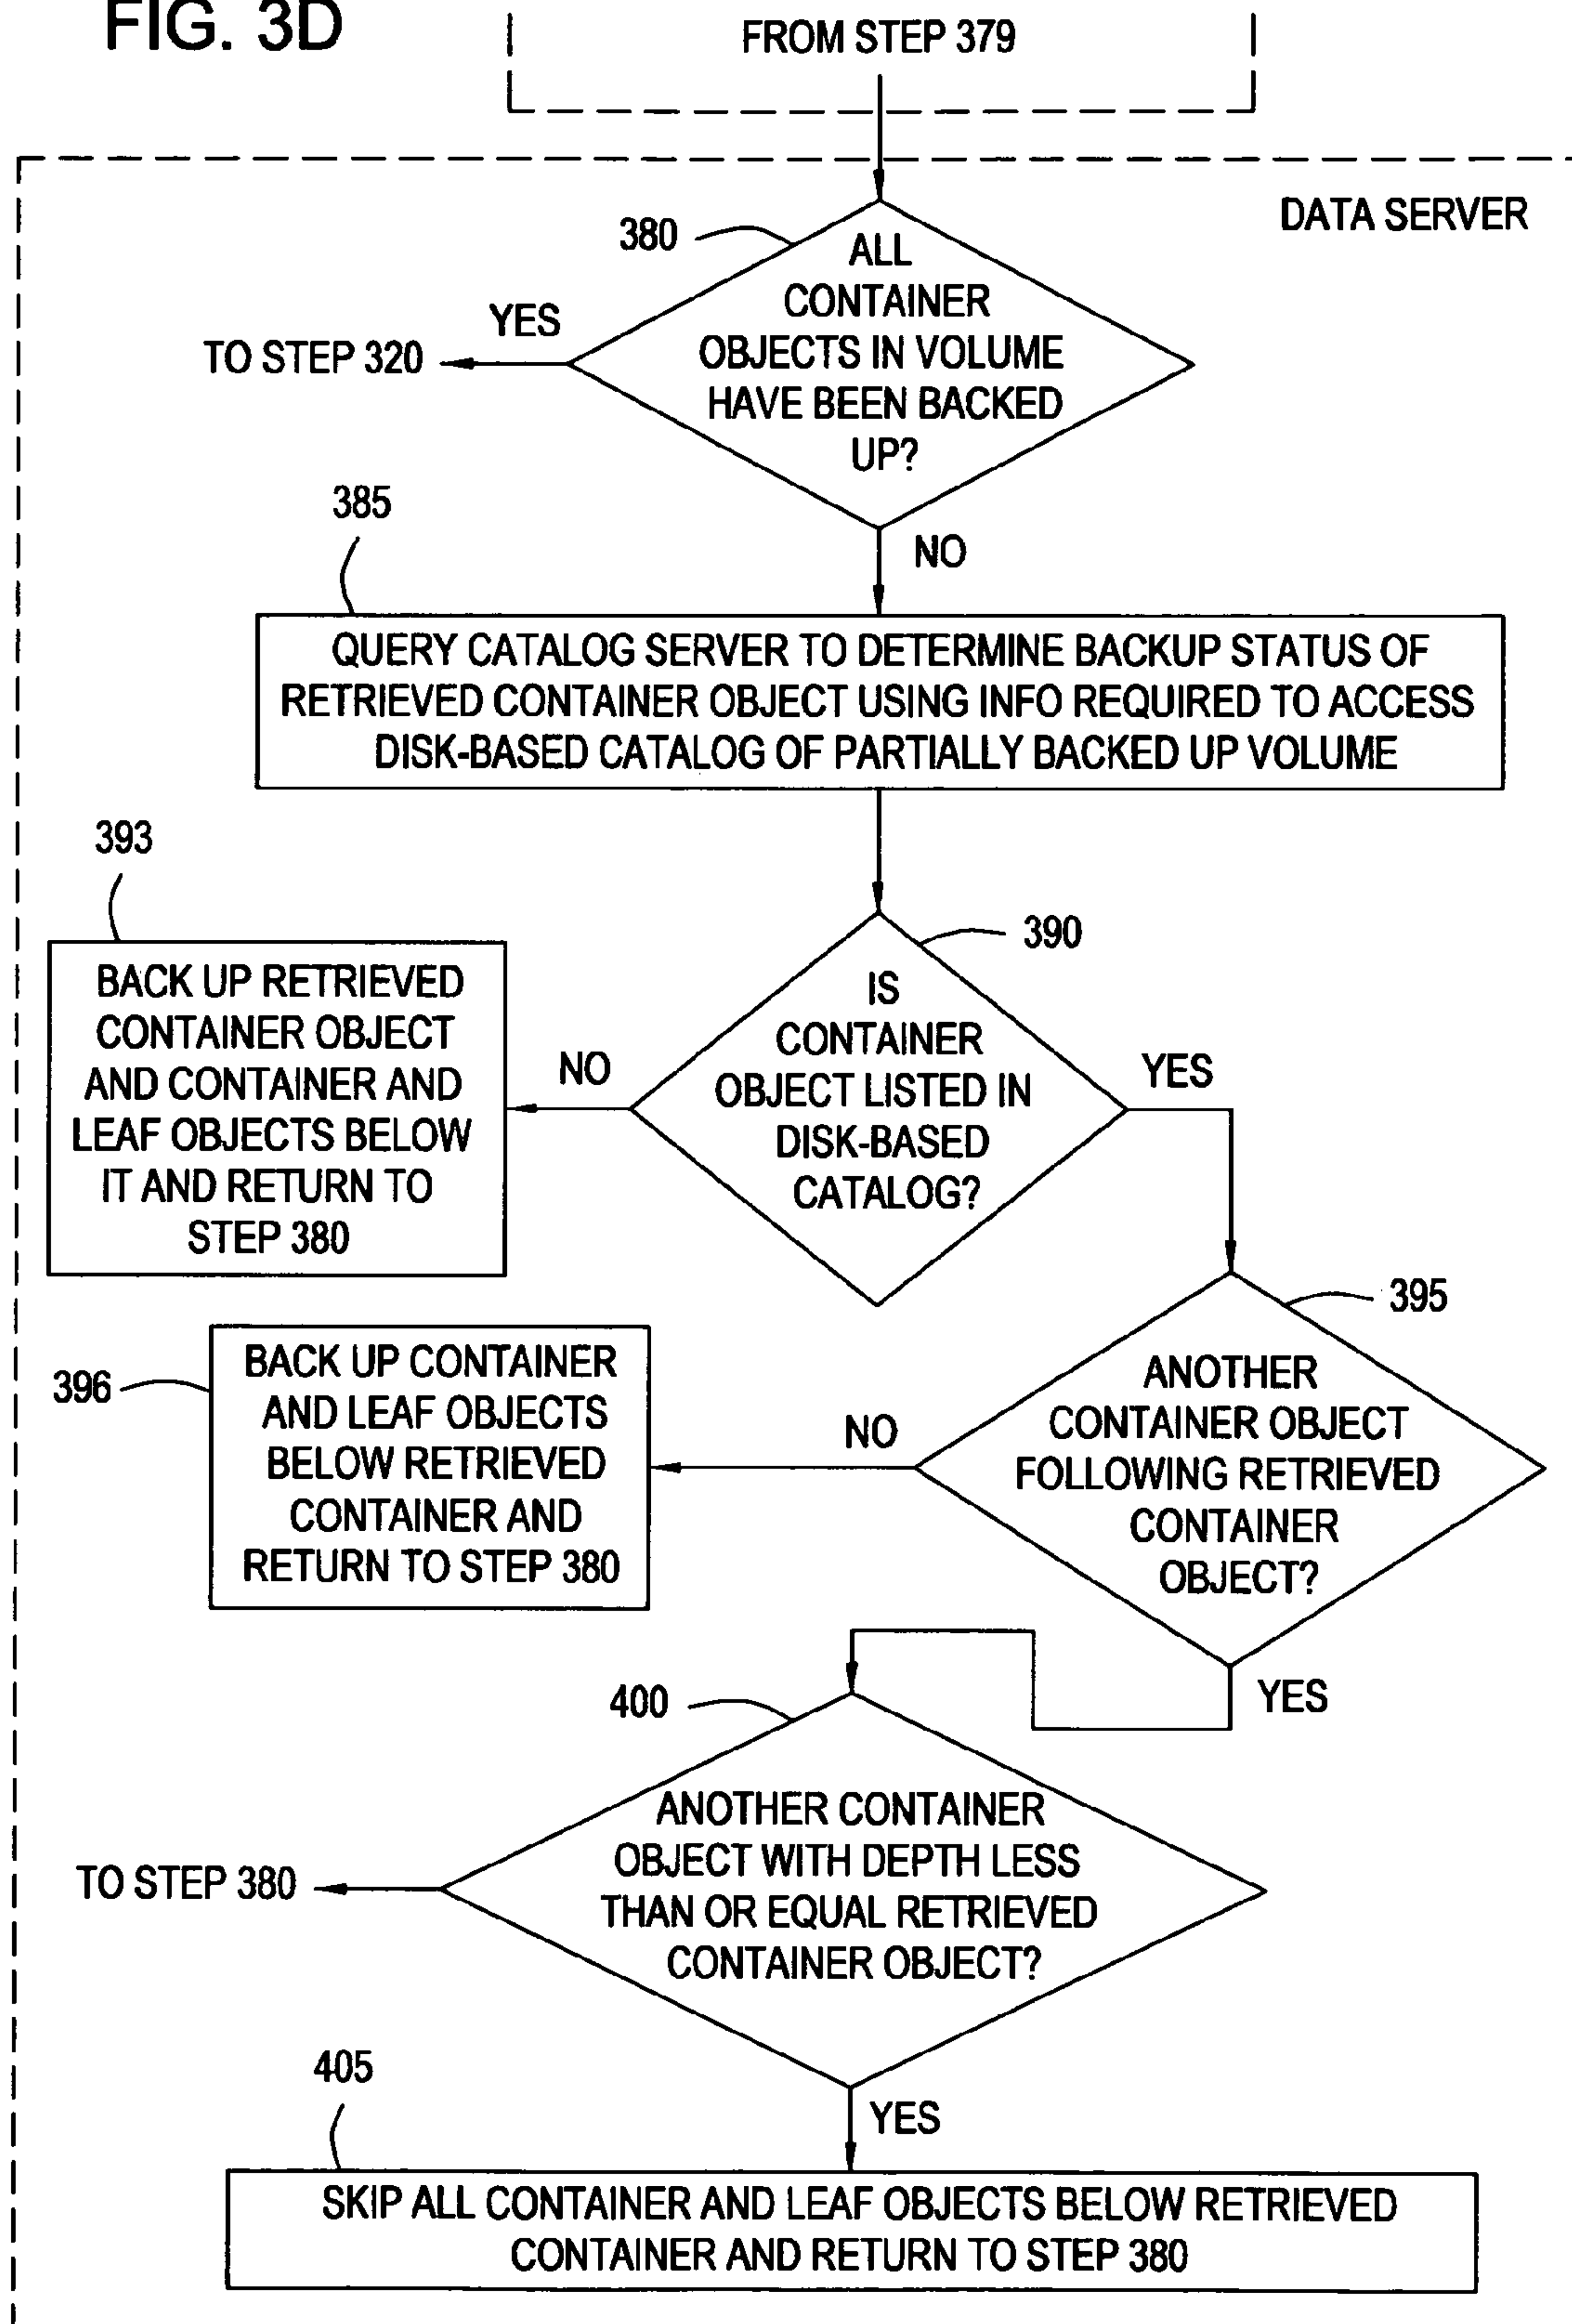 FIG. 3D
FROM STEP 379
DATA SERVER
380
ALL
CONTAINER
OBJECTS IN VOLUME
HAVE BEEN BACKED
UP?
YES
TO STEP 320
NO
385
QUERY CATALOG SERVER TO DETERMINE BACKUP STATUS OF
RETRIEVED CONTAINER OBJECT USING INFO REQUIRED TO ACCESS
DISK-BASED CATALOG OF PARTIALLY BACKED UP VOLUME
390
IS
CONTAINER
OBJECT LISTED IN
DISK-BASED
CATALOG?
NO
393
BACK UP RETRIEVED
CONTAINER OBJECT
AND CONTAINER AND
LEAF OBJECTS BELOW
IT AND RETURN TO
STEP 380
YES
395
ANOTHER
CONTAINER OBJECT
FOLLOWING RETRIEVED
CONTAINER
OBJECT?
NO
396
BACK UP CONTAINER
AND LEAF OBJECTS
BELOW RETRIEVED
CONTAINER AND
RETURN TO STEP 380
YES
400
ANOTHER CONTAINER
OBJECT WITH DEPTH LESS
THAN OR EQUAL RETRIEVED
CONTAINER OBJECT?
TO STEP 380
YES
405
SKIP ALL CONTAINER AND LEAF OBJECTS BELOW RETRIEVED
CONTAINER AND RETURN TO STEP 380